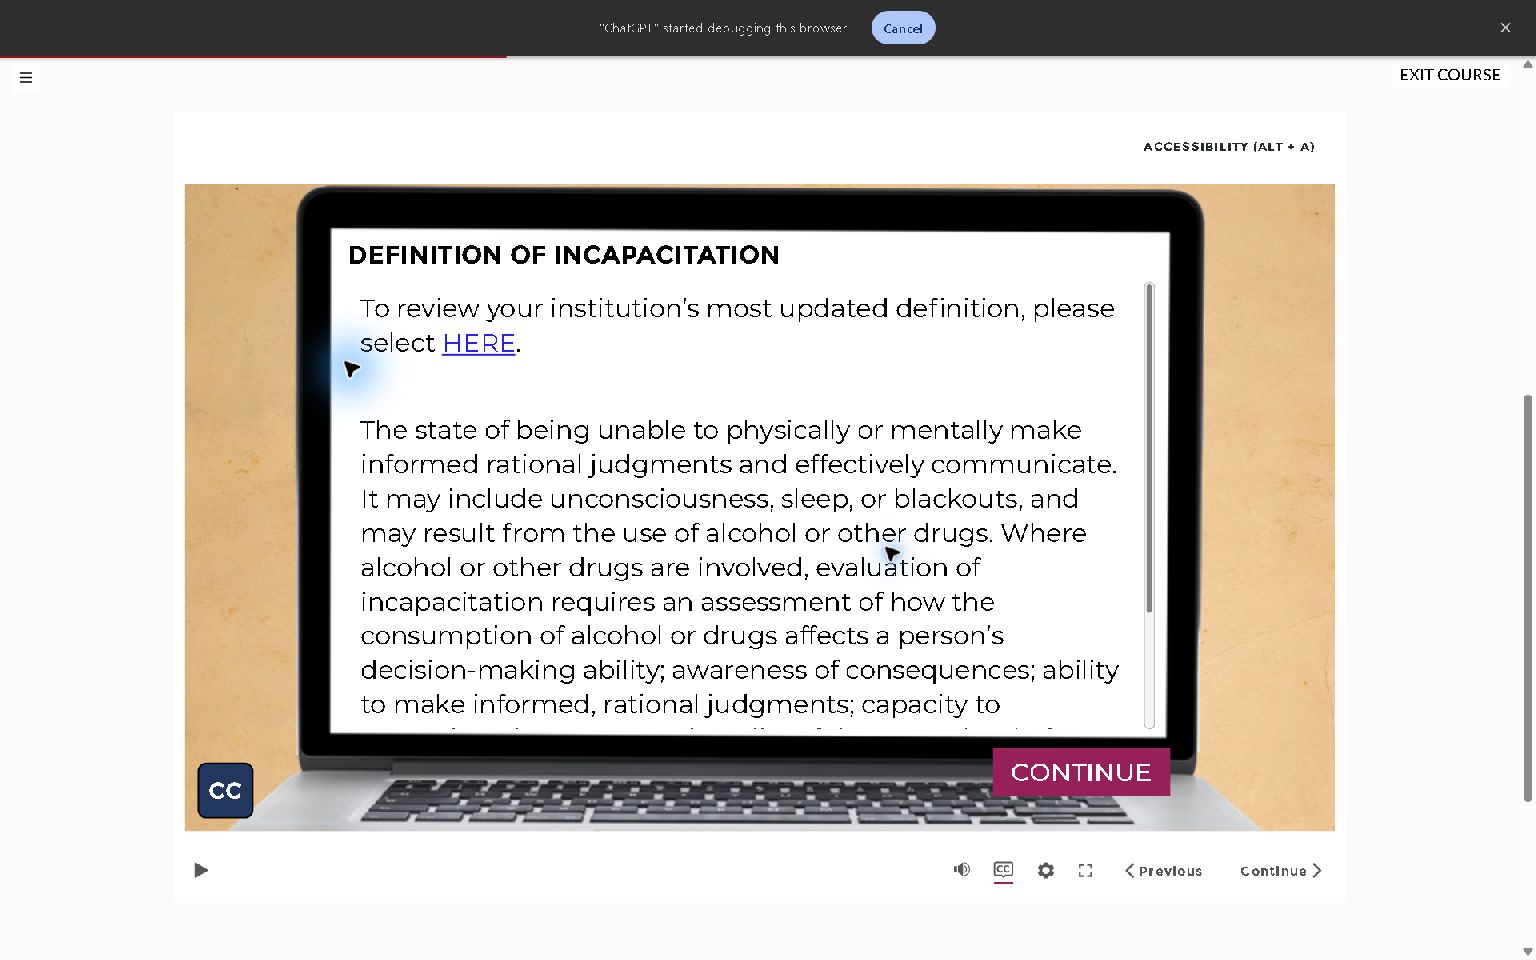 "ChatGPT" started debugging this browser
Cancel
EXIT COURSE
ACCESSIBILITY (ALT + A)
DEFINITION OF INCAPACITATION
To review your institution's most updated definition, please
select HERE.
The state of being unable to physically or mentally make
informed rational judgments and effectively communicate.
It may include unconsciousness, sleep, or blackouts, and
may result from the use of alcohol or other drugs. Where
alcohol or other drugs are involved, evaluation of
incapacitation requires an assessment of how the
consumption of alcohol or drugs affects a person's
decision-making ability; awareness of consequences; ability
to make informed, rational judgments; capacity to
CONTINUE
CC
CC
Previous
Continue